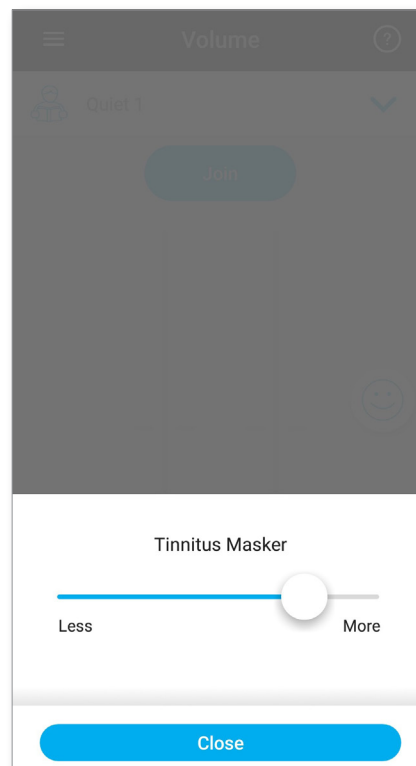 Volume
?
Quiet 1
Join
Tinnitus Masker
Less
More
Close